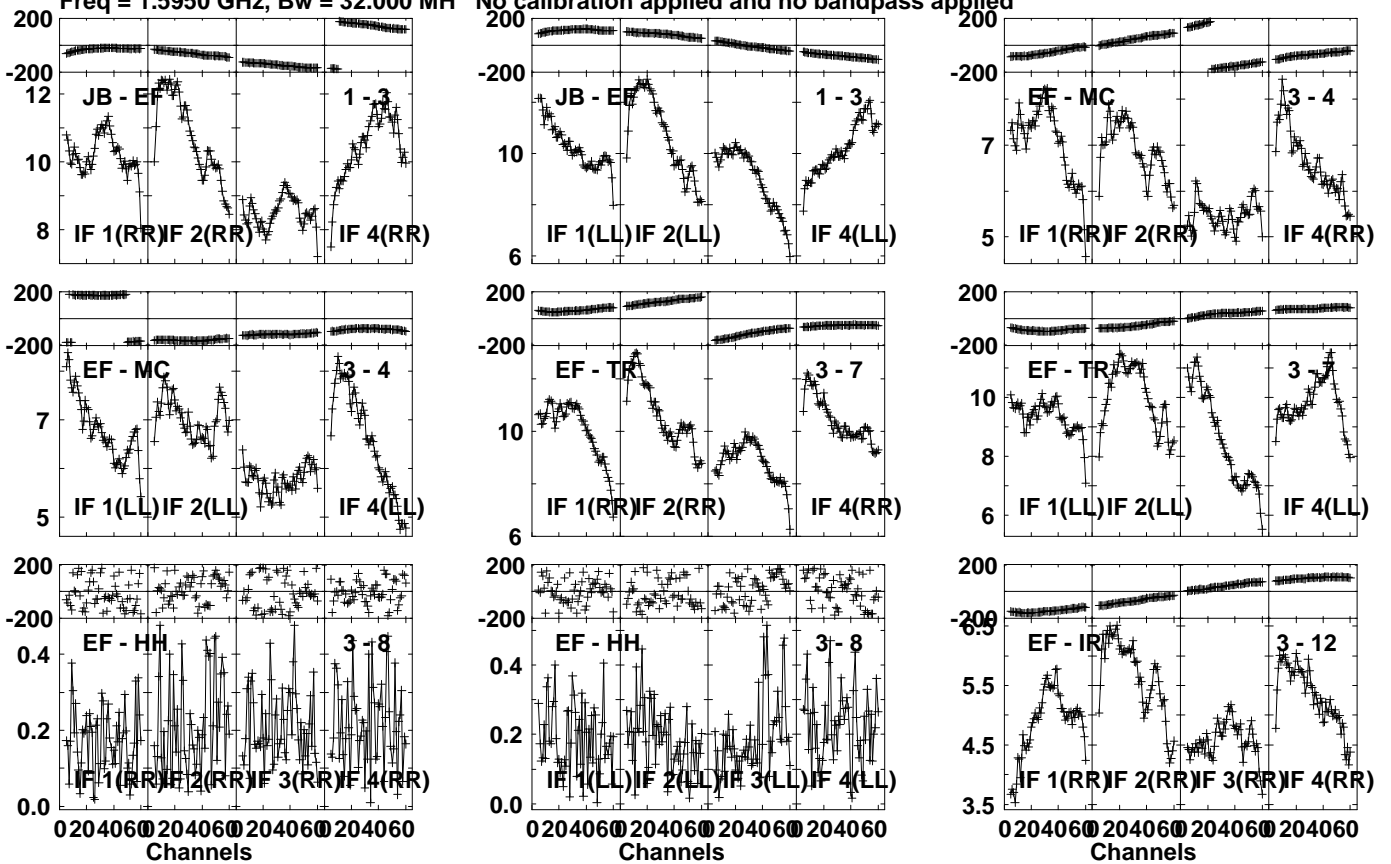 Freq = 1.5950 GHz, Bw = 32.000 MH No calibration applied and no bandpass applied
200
-200
12
10
8
JB - EF
1 - 3
IF 1(RR)
IF 2(RR)
IF 4(RR)
10
6
JB - EF
1 - 3
IF 1(LL)
IF 2(LL)
IF 4(LL)
200
-200
7
5
EF - MC
3 - 4
IF 1(RR)
IF 2(RR)
IF 4(RR)
200
-200
7
5
EF - MC
3 - 4
IF 1(LL)
IF 2(LL)
IF 4(LL)
200
-200
10
6
EF - TR
3 - 7
IF 1(RR)
IF 2(RR)
IF 4(RR)
200
-200
10
8
6
EF - TR
3 - 7
IF 1(LL)
IF 2(LL)
IF 4(LL)
200
-200
0.4
0.2
0.0
EF - HH
3 - 8
IF 1(RR)
IF 2(RR)
IF 3(RR)
IF 4(RR)
0 20 40 60 0 20 40 60 0 20 40 60 0 20 40 60
Channels
200
-200
0.4
0.2
0.0
EF - HH
3 - 8
IF 1(LL)
IF 2(LL)
IF 3(LL)
IF 4(LL)
0 20 40 60 0 20 40 60 0 20 40 60 0 20 40 60
Channels
200
-200
6.5
5.5
4.5
3.5
EF - IR
3 - 12
IF 1(RR)
IF 2(RR)
IF 3(RR)
IF 4(RR)
0 20 40 60 0 20 40 60 0 20 40 60 0 20 40 60
Channels